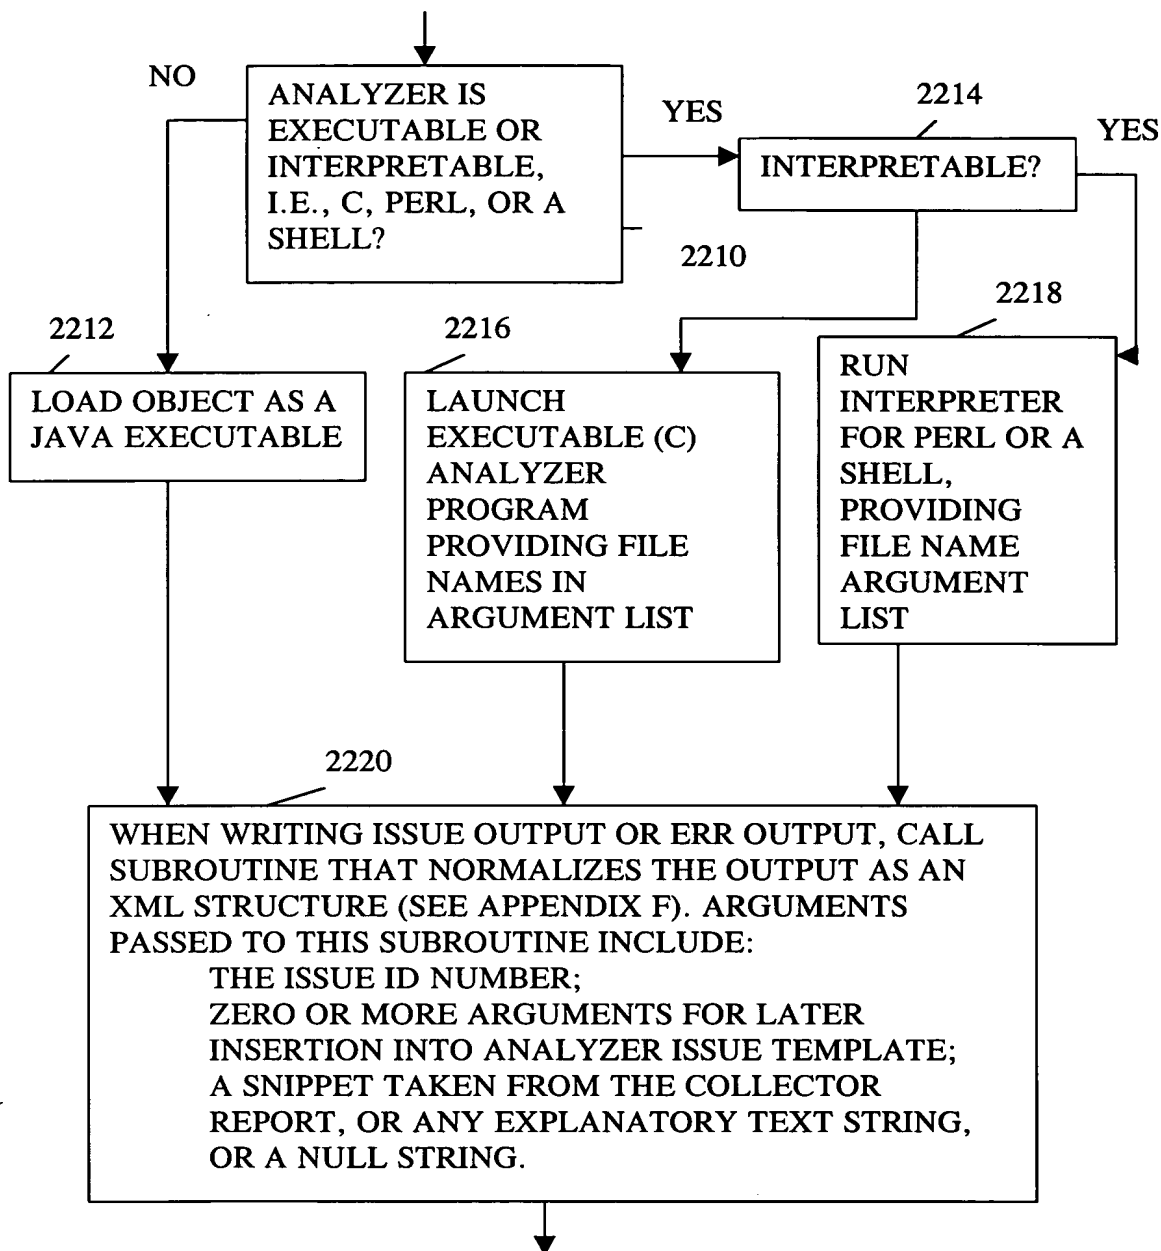 NO
ANALYZER IS
EXECUTABLE OR
INTERPRETABLE,
I.E., C, PERL, OR A
SHELL?
YES
2214
YES
INTERPRETABLE?
2210
2212
2216
2218
LOAD OBJECT AS A
JAVA EXECUTABLE
LAUNCH
EXECUTABLE (C)
ANALYZER
PROGRAM
PROVIDING FILE
NAMES IN
ARGUMENT LIST
RUN
INTERPRETER
FOR PERL OR A
SHELL,
PROVIDING
FILE NAME
ARGUMENT
LIST
2220
WHEN WRITING ISSUE OUTPUT OR ERR OUTPUT, CALL
SUBROUTINE THAT NORMALIZES THE OUTPUT AS AN
XML STRUCTURE (SEE APPENDIX F). ARGUMENTS
PASSED TO THIS SUBROUTINE INCLUDE:
THE ISSUE ID NUMBER;
ZERO OR MORE ARGUMENTS FOR LATER
INSERTION INTO ANALYZER ISSUE TEMPLATE;
A SNIPPET TAKEN FROM THE COLLECTOR
REPORT, OR ANY EXPLANATORY TEXT STRING,
OR A NULL STRING.